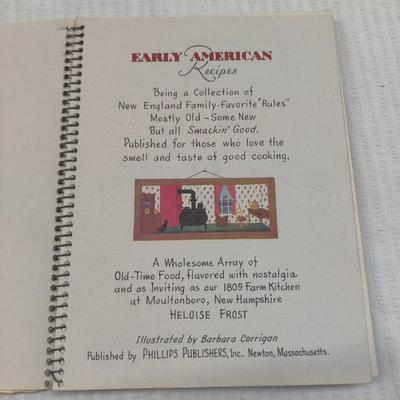 EARLY AMERICAN
Recipes
Being a Collection of
New England Family-Favorite "Rules"
Mostly Old ~ Some New
But all Smackin' Good.
Published for those who love the
smell and taste of good cooking.
A Wholesome Array of
Old-Time Food, flavored with nostalgia
and as Inviting as our 1809 Farm Kitchen
at Moultonboro, New Hampshire
HELOISE FROST
Illustrated by Barbara Corrigan
Published by PHILLIPS PUBLISHERS, Inc. Newton, Massachusetts.